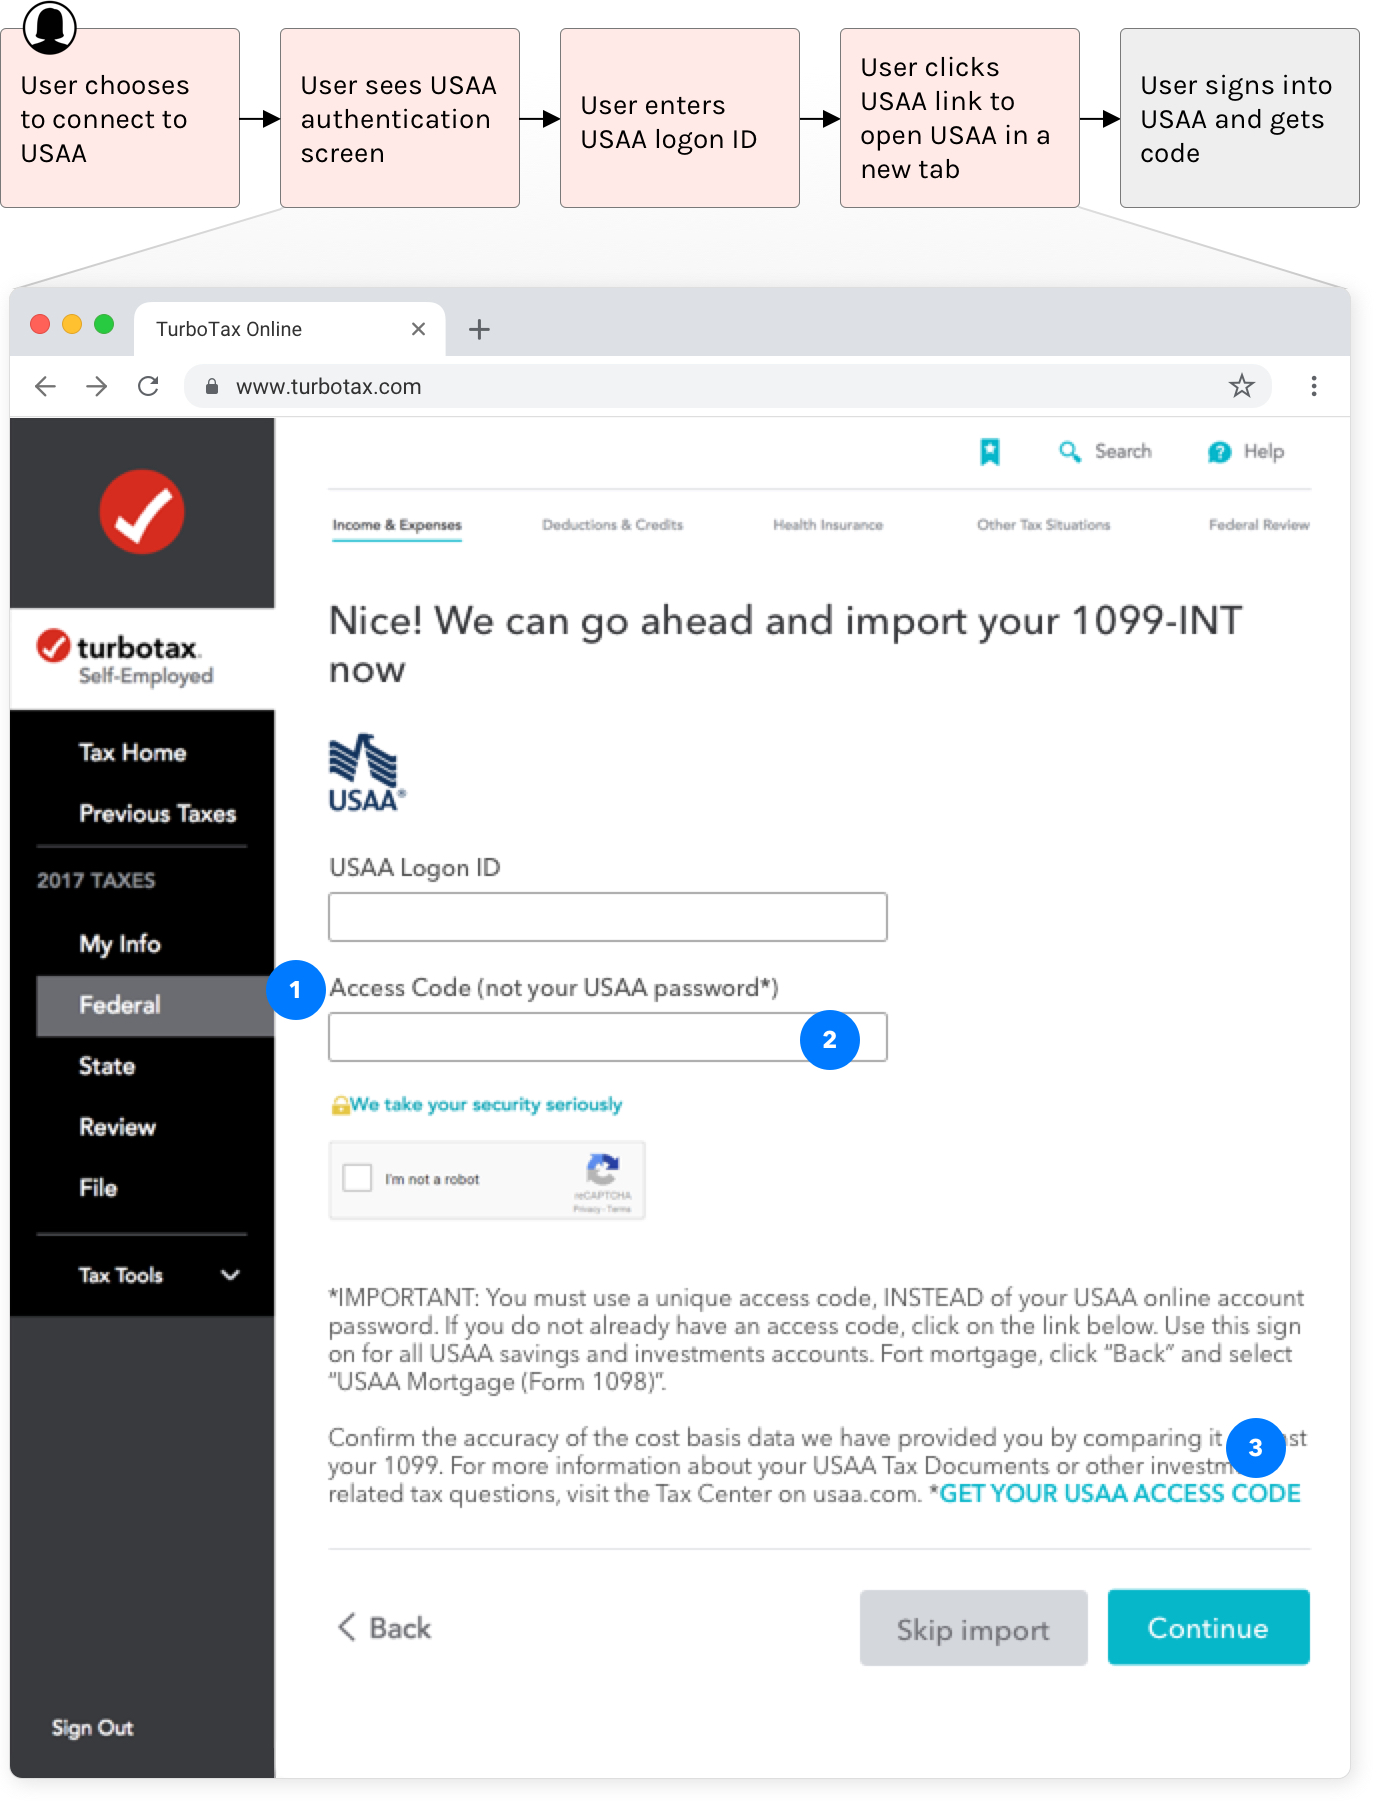 User chooses
to connect to
USAA
User sees USAA
authentication
screen
User enters
USAA logon ID
User clicks
USAA link to
open USAA in a
new tab
User signs into
USAA and gets
code
TurboTax Online
www.turbotax.com
Search
Help
Income & Expenses
Deductions & Credits
Health Insurance
Other Tax Situations
Federal Review
turbotax.
Self-Employed
Tax Home
Previous Taxes
2017 TAXES
My Info
Federal
State
Review
File
Tax Tools
Sign Out
Nice! We can go ahead and import your 1099-INT
now
USAA®
USAA Logon ID
1
Access Code (not your USAA password*)
2
We take your security seriously
I'm not a robot
reCAPTCHA
Privacy - Terms
*IMPORTANT: You must use a unique access code, INSTEAD of your USAA online account
password. If you do not already have an access code, click on the link below. Use this sign
on for all USAA savings and investments accounts. Fort mortgage, click “Back” and select
“USAA Mortgage (Form 1098)”.
Confirm the accuracy of the cost basis data we have provided you by comparing it
3
your 1099. For more information about your USAA Tax Documents or other
related tax questions, visit the Tax Center on usaa.com. *GET YOUR USAA ACCESS CODE
Back
Skip import
Continue